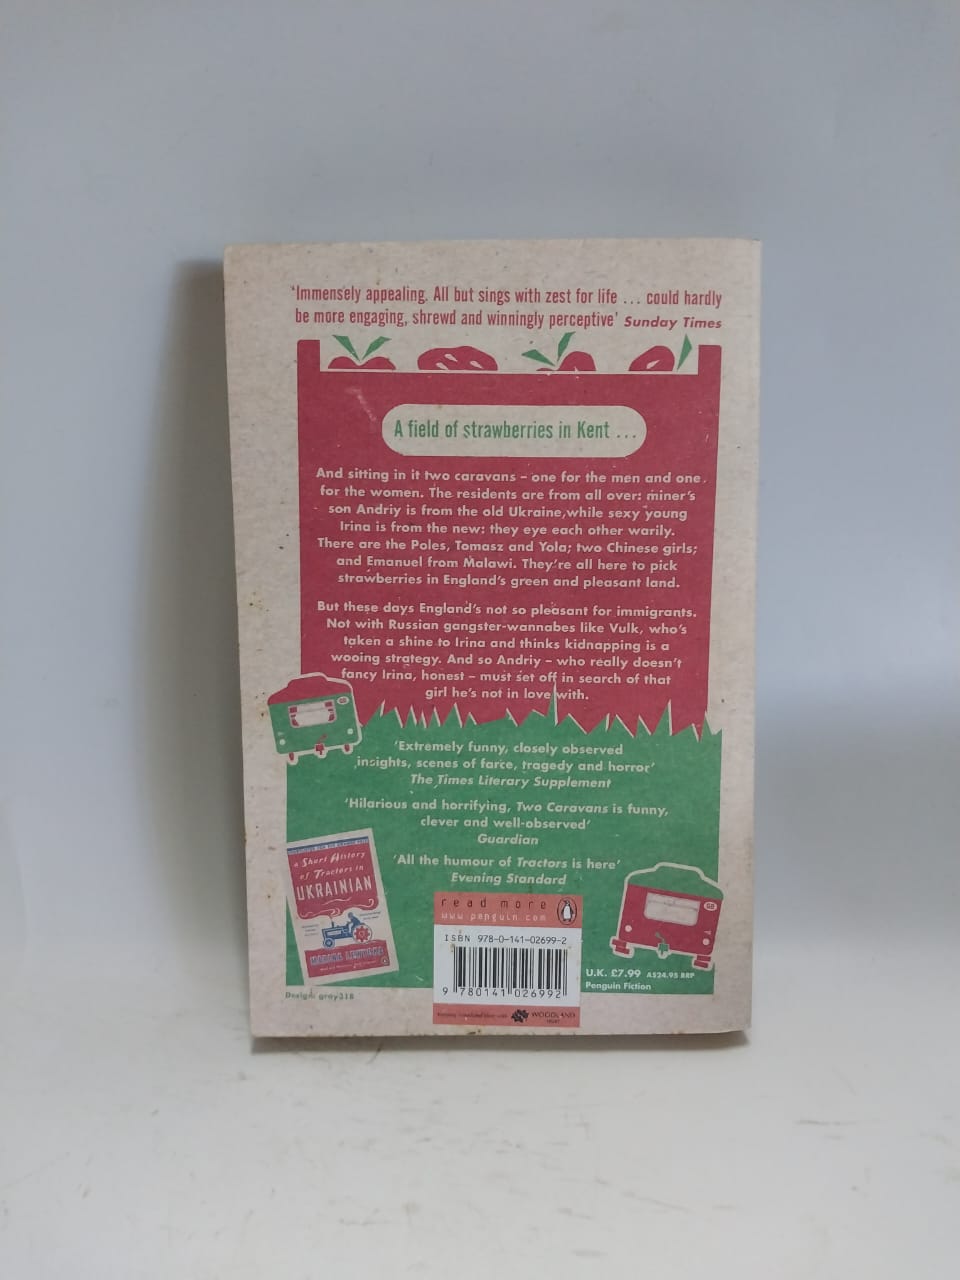 'Immensely appealing. All but sings with zest for life ... could hardly
be more engaging, shrewd and winningly perceptive' Sunday Times
A field of strawberries in Kent ...
And sitting in it two caravans – one for the men and one
for the women. The residents are from all over: miner's
son Andriy is from the old Ukraine, while sexy young
Irina is from the new: they eye each other warily.
There are the Poles, Tomasz and Yola; two Chinese girls;
and Emanuel from Malawi. They're all here to pick
strawberries in England's green and pleasant land.
But these days England's not so pleasant for immigrants.
Not with Russian gangster-wannabes like Vulk, who's
taken a shine to Irina and thinks kidnapping is a
wooing strategy. And so Andriy – who really doesn't
fancy Irina, honest – must set off in search of that
girl he's not in love with.
'Extremely funny, closely observed
insights, scenes of farce, tragedy and horror'
The Times Literary Supplement
'Hilarious and horrifying, Two Caravans is funny,
clever and well-observed'
Guardian
'All the humour of Tractors is here'
Evening Standard
a Short History
of Tractors in
UKRAINIAN
MARINA LEWYCKA
Design: gray318
read more
www.penguin.com
ISBN 978-0-141-02699-2
9 780141 026992
WOODLAND
TRUST
GB
U.K. £7.99 A$24.95 RRP
Penguin Fiction